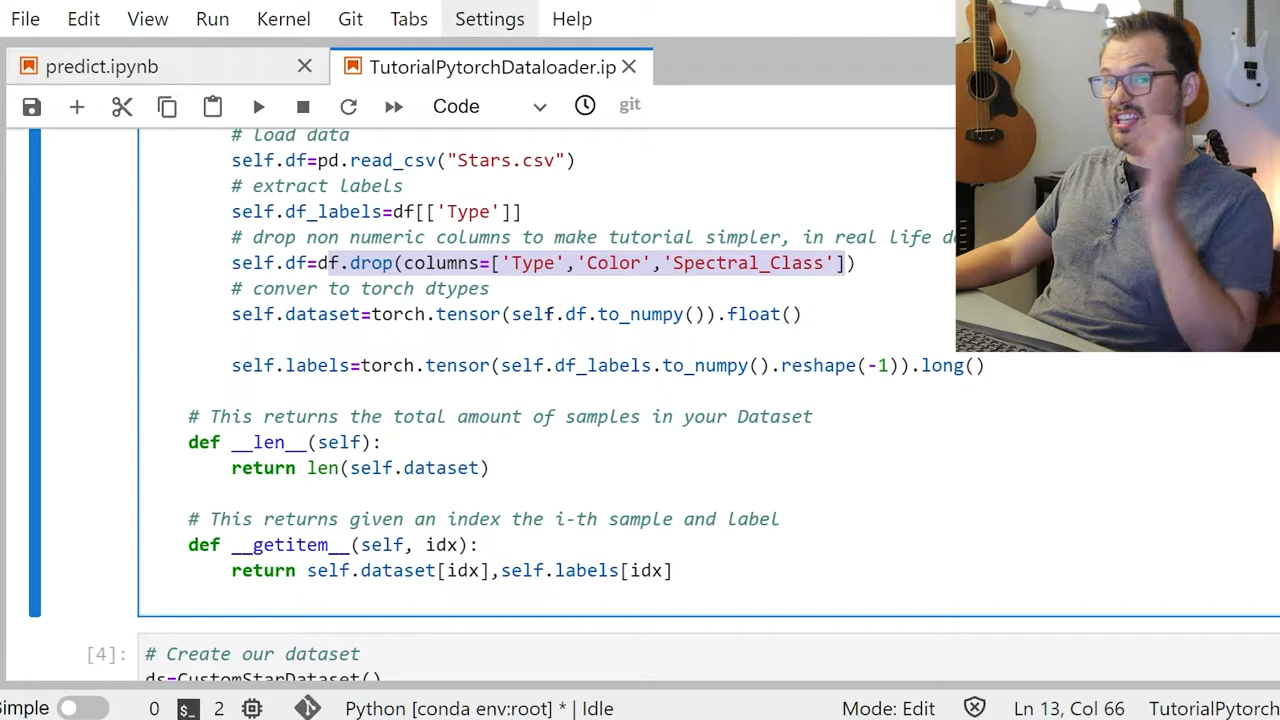 File Edit View Run Kernel Git Tabs Settings Help
predict.ipynb TutorialPytorchDataloader.ip
Code git
# load data
self.df=pd.read_csv("Stars.csv")
# extract labels
self.df_labels=df[['Type']]
# drop non numeric columns to make tutorial simpler, in real life do
self.df=df.drop(columns=['Type','Color','Spectral_Class'])
# conver to torch dtypes
self.dataset=torch.tensor(self.df.to_numpy()).float()
self.labels=torch.tensor(self.df_labels.to_numpy().reshape(-1)).long()
# This returns the total amount of samples in your Dataset
def __len__(self):
return len(self.dataset)
# This returns given an index the i-th sample and label
def __getitem__(self, idx):
return self.dataset[idx],self.labels[idx]
[4]: # Create our dataset
ds=CustomStarDataset()
Simple 0 2 Python [conda env:root] * | Idle Mode: Edit Ln 13, Col 66 TutorialPytorch